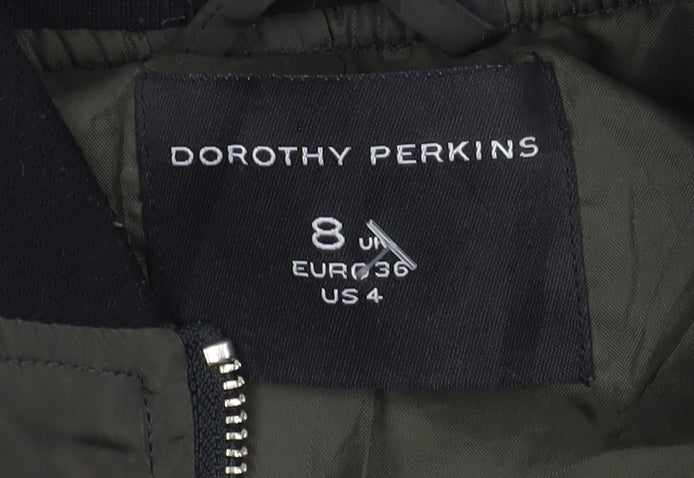 DOROTHY PERKINS
8 UK
EURO 36
US 4